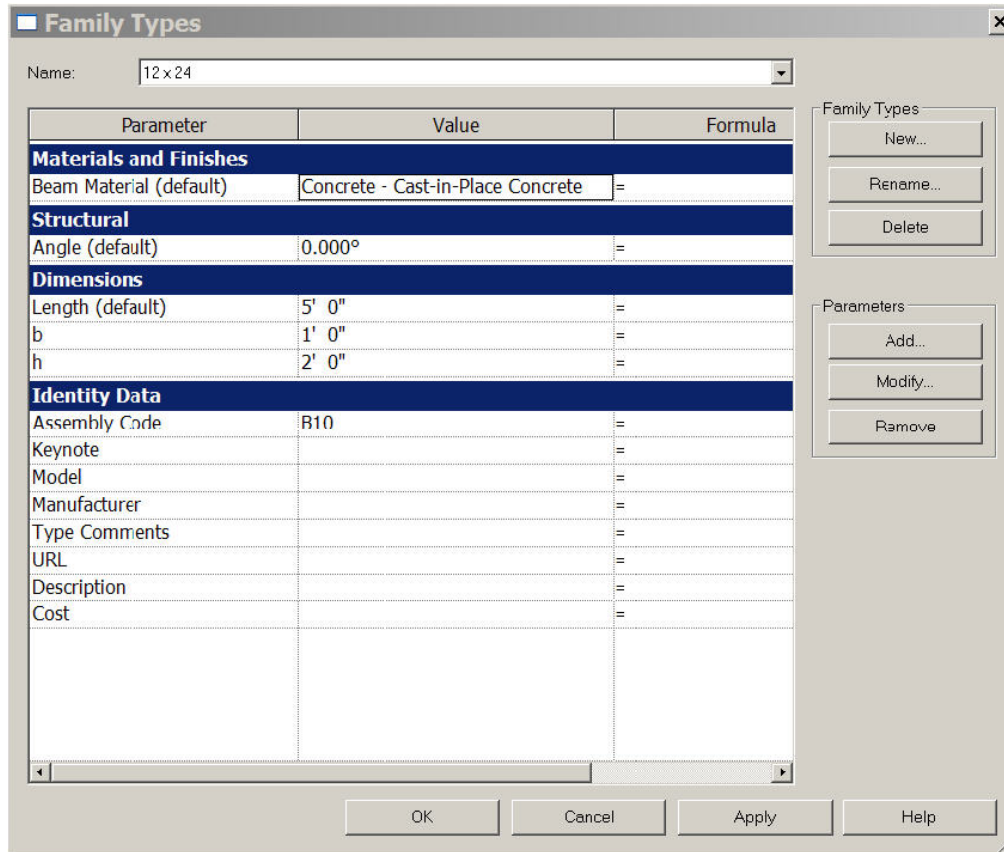 Family Types
Name: 12 x 24
Parameter Value Formula
Materials and Finishes
Beam Material (default) Concrete - Cast-in-Place Concrete =
Structural
Angle (default) 0.000° =
Dimensions
Length (default) 5' 0" =
b 1' 0" =
h 2' 0" =
Identity Data
Assembly Code B10 =
Keynote =
Model =
Manufacturer =
Type Comments =
URL =
Description =
Cost =
Family Types
New...
Rename...
Delete
Parameters
Add...
Modify...
Remove
OK Cancel Apply Help